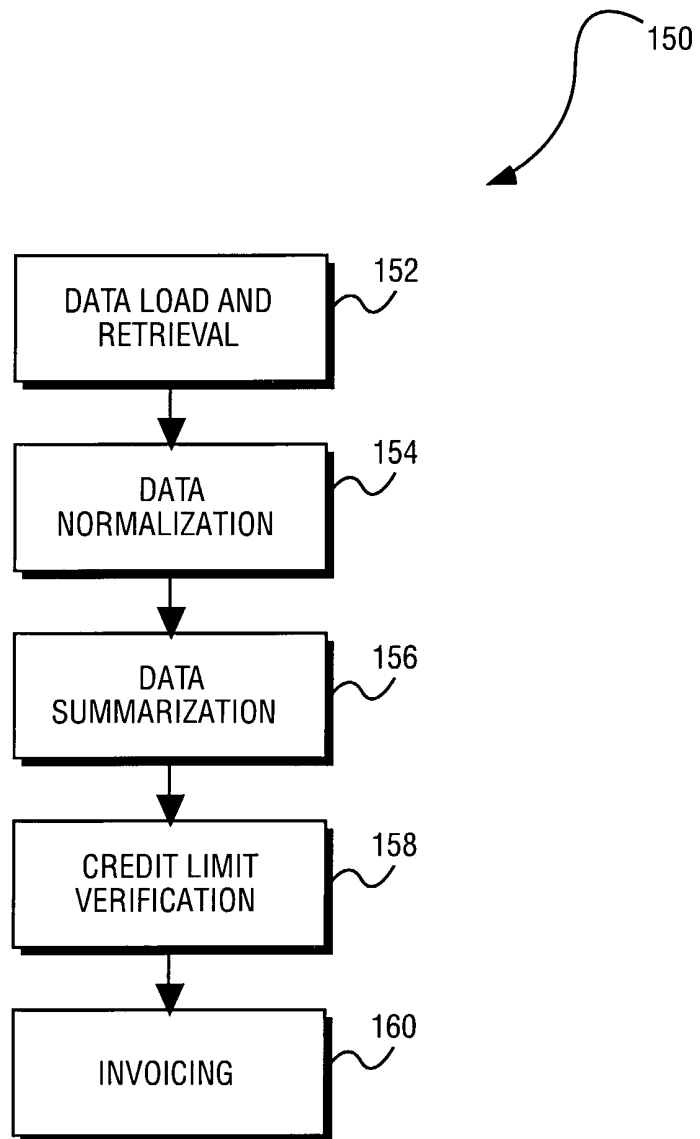 150
DATA LOAD AND
RETRIEVAL
152
DATA
NORMALIZATION
154
DATA
SUMMARIZATION
156
CREDIT LIMIT
VERIFICATION
158
INVOICING
160